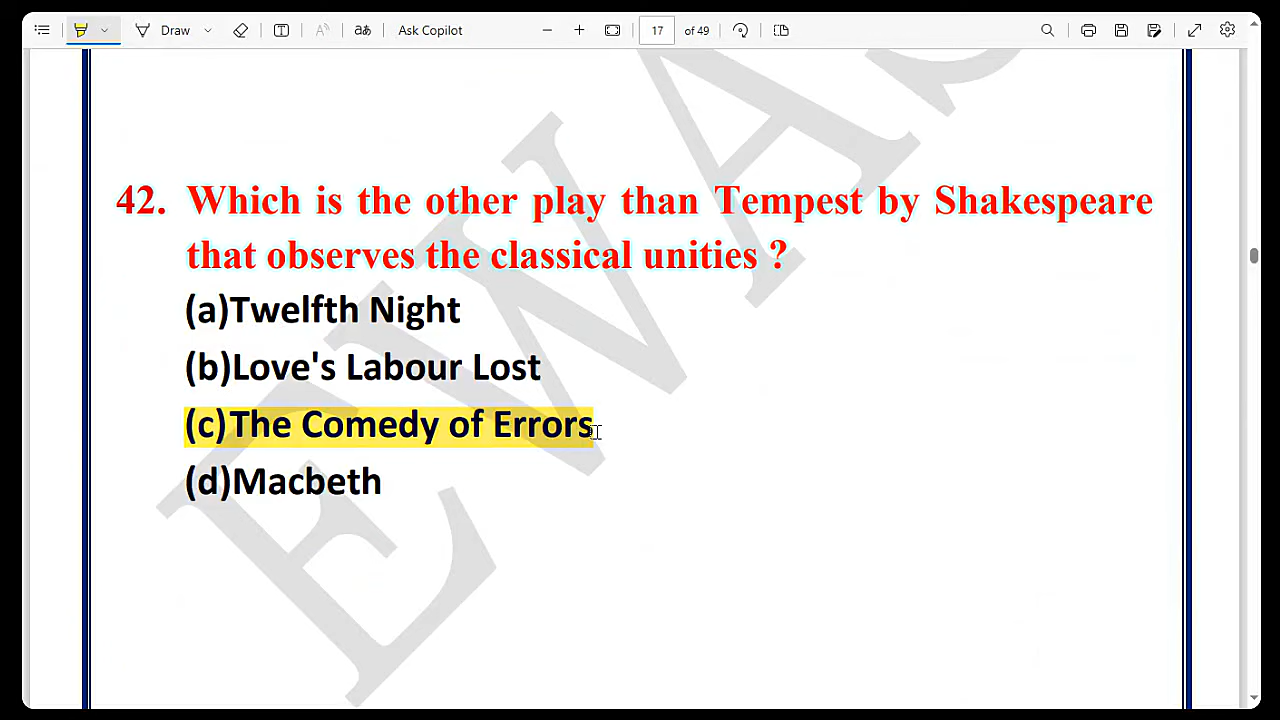 Draw
Ask Copilot
17 of 49
42. Which is the other play than Tempest by Shakespeare
that observes the classical unities ?
(a)Twelfth Night
(b)Love's Labour Lost
(c)The Comedy of Errors
(d)Macbeth